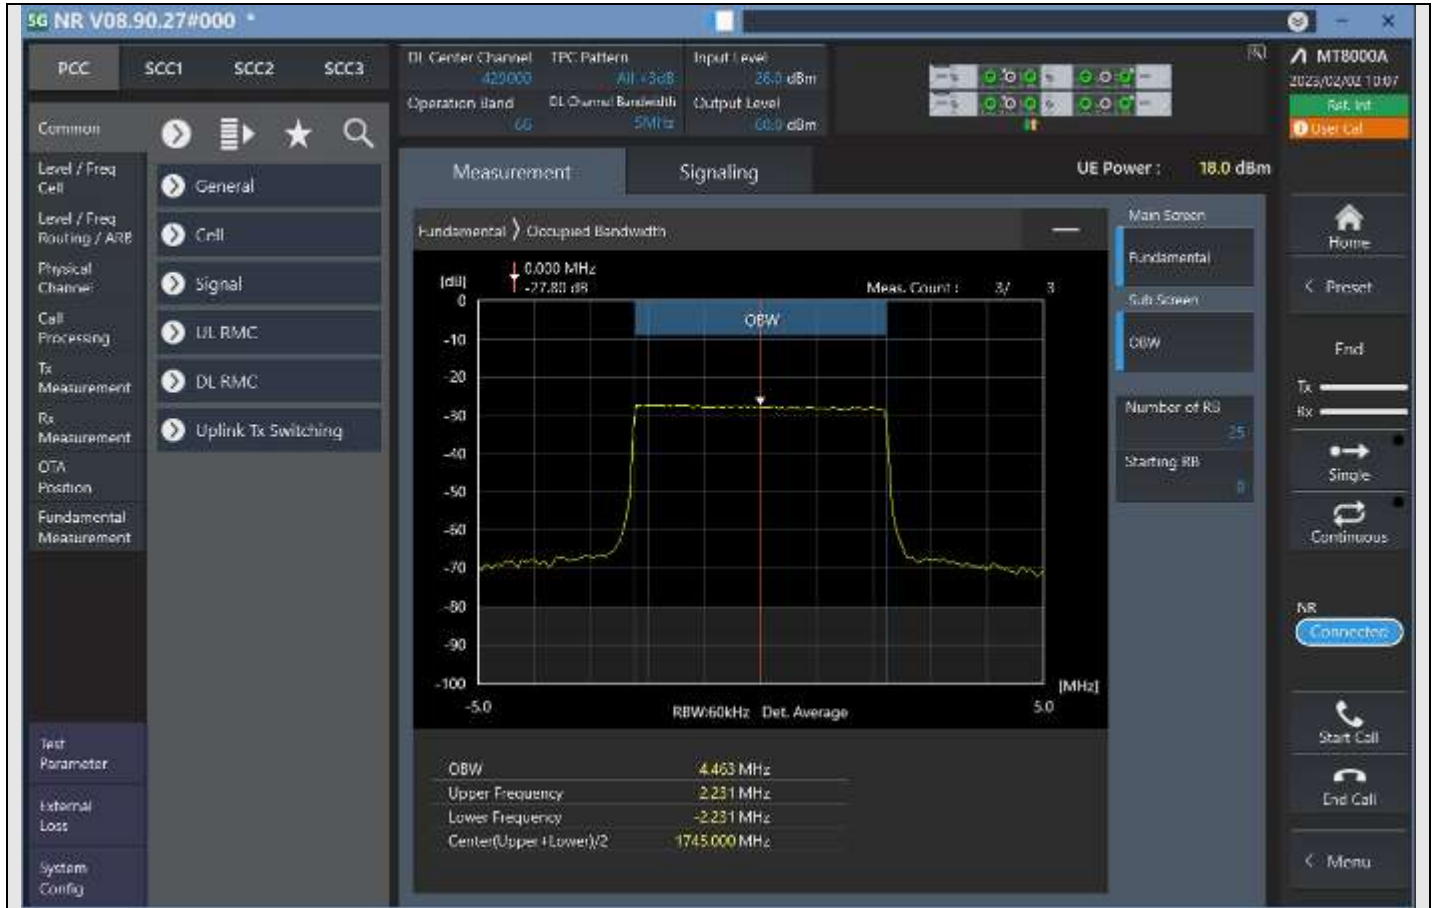 5G NR V08.90.27#000 *
PCC SCC1 SCC2 SCC3
Common
Level / Freq
Cell
Level / Freq
Routing / ARB
Physical
Channel
Call
Processing
Tx
Measurement
Rx
Measurement
OTA
Position
Fundamental
Measurement
Test
Parameter
External
Loss
System
Config
General
Cell
Signal
UL RMC
DL RMC
Uplink Tx Switching
DL Center Channel TPC Pattern Input Level
429000 All +3dB 26.0 dBm
Operation Band DL Channel Bandwidth Output Level
66 5MHz -60.0 dBm
Measurement Signaling
UE Power : 18.0 dBm
Fundamental ❯ Occupied Bandwidth
[dB]
0.000 MHz
-27.80 dB
Meas. Count : 3/ 3
OBW
0
-10
-20
-30
-40
-50
-60
-70
-80
-90
-100
[MHz]
-5.0 RBW:60kHz Det. Average 5.0
OBW 4.463 MHz
Upper Frequency 2.231 MHz
Lower Frequency -2.231 MHz
Center(Upper+Lower)/2 1745.000 MHz
Main Screen
Fundamental
Sub Screen
OBW
Number of RB
25
Starting RB
0
MT8000A
2023/02/02 10:07
Ref. Int
User Cal
Home
< Preset
End
Tx
Rx
Single
Continuous
NR
Connected
Start Call
End Call
< Menu